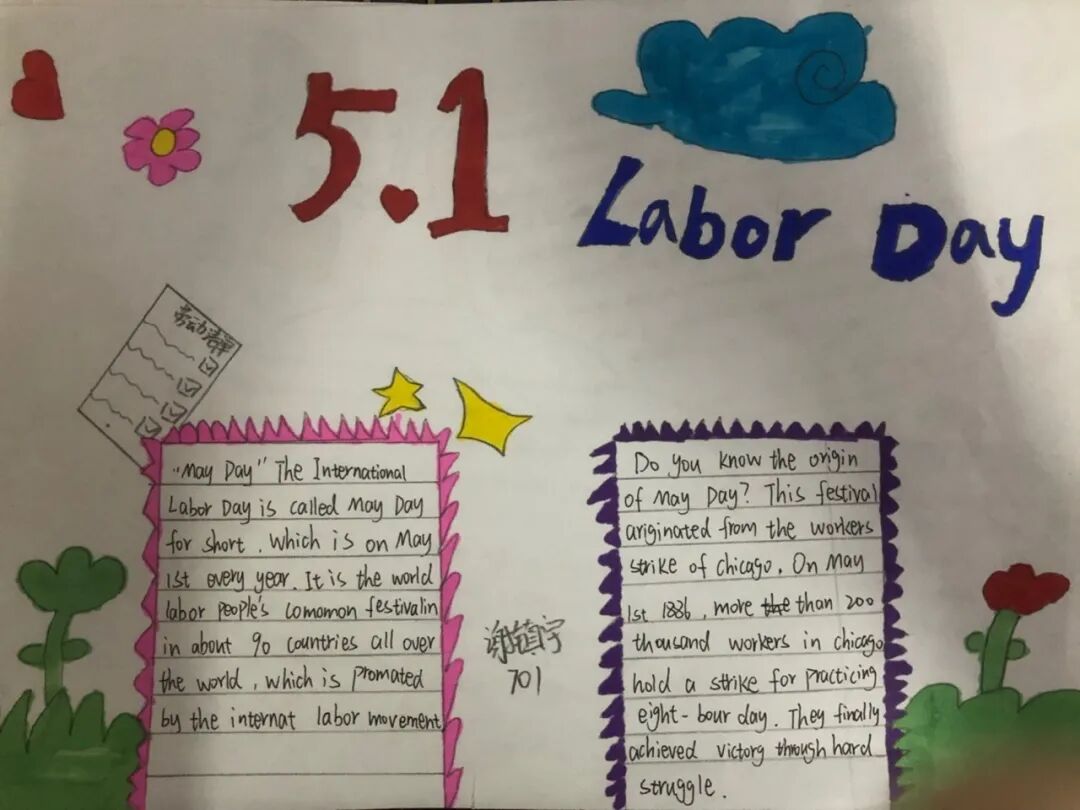 5.1
Labor Day
劳动清单
"May Day" The International
Labor Day is called May Day
for short, which is on May
1st every year. It is the world
labor people's comomon festivalin
in about 90 countries all over
the world, which is promated
by the internat labor movement
Do you know the origin
of May Day? This festival
ariginated from the workers
strike of chicago. On May
1st 1886, more the than 200
thousand workers in chicago
hold a strike for practicing
eight-bour day. They finally
achieved victory through hard
struggle.
701